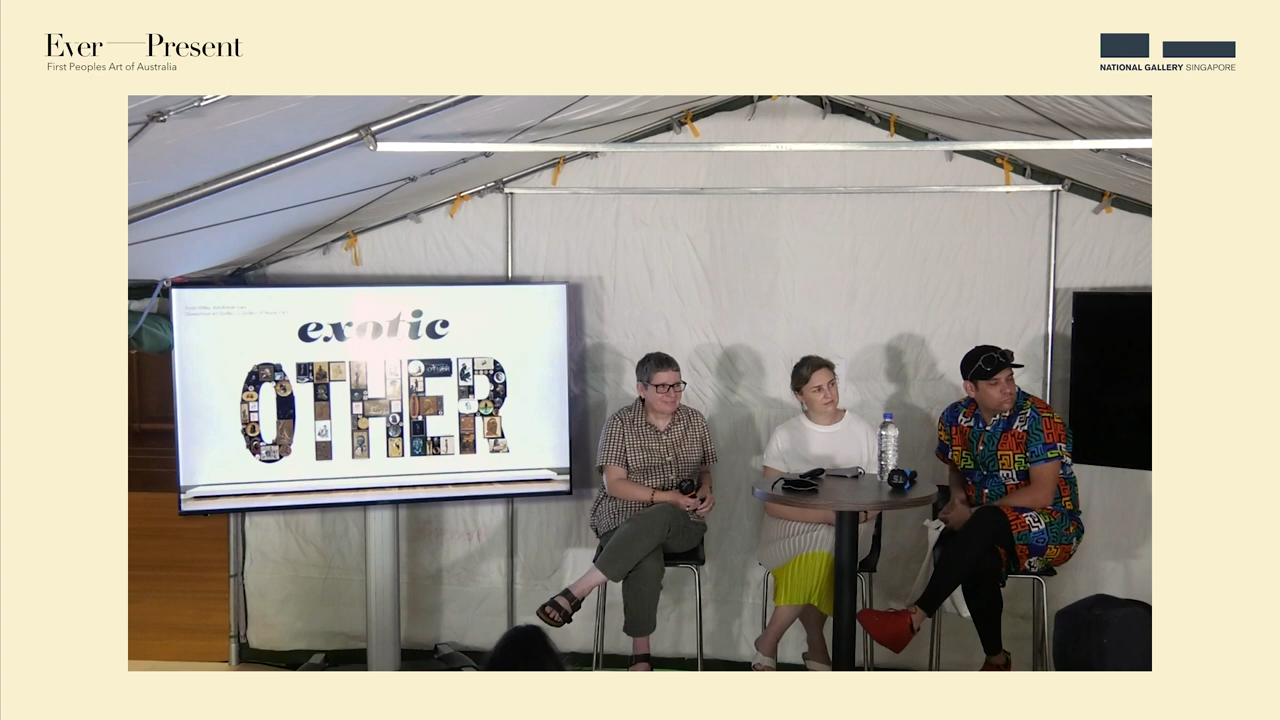 Ever — Present
First Peoples Art of Australia
NATIONAL GALLERY SINGAPORE
exotic
OTHER